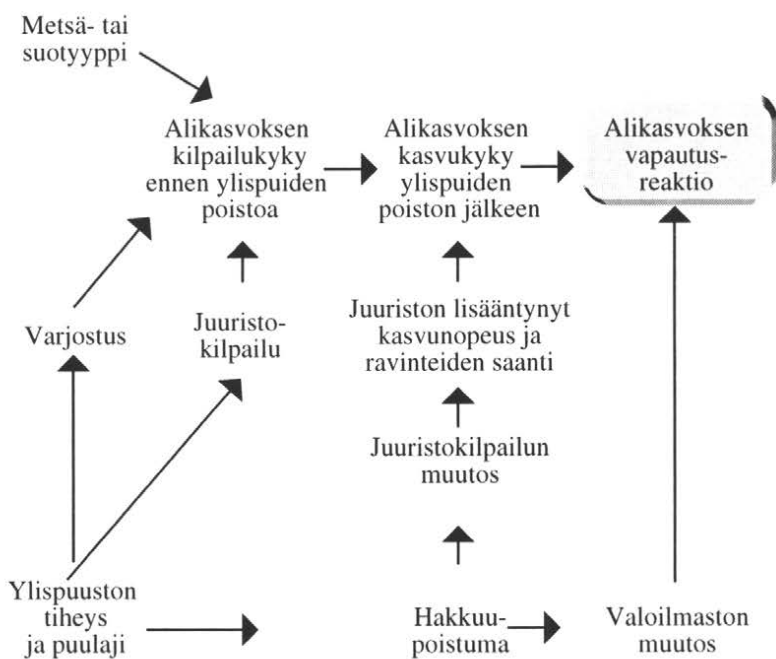 Metsä- tai
suotyyppi
Alikasvoksen
kilpailukyky
ennen ylispuiden
poistoa
Alikasvoksen
kasvukyky
ylispuiden
poiston jälkeen
Alikasvoksen
vapautus-
reaktio
Varjostus
Juuristo-
kilpailu
Juuriston lisääntynyt
kasvunopeus ja
ravinteiden saanti
Juuristokilpailun
muutos
Ylispuuston
tiheys
ja puulaji
Hakkuu-
poistuma
Valoilmaston
muutos